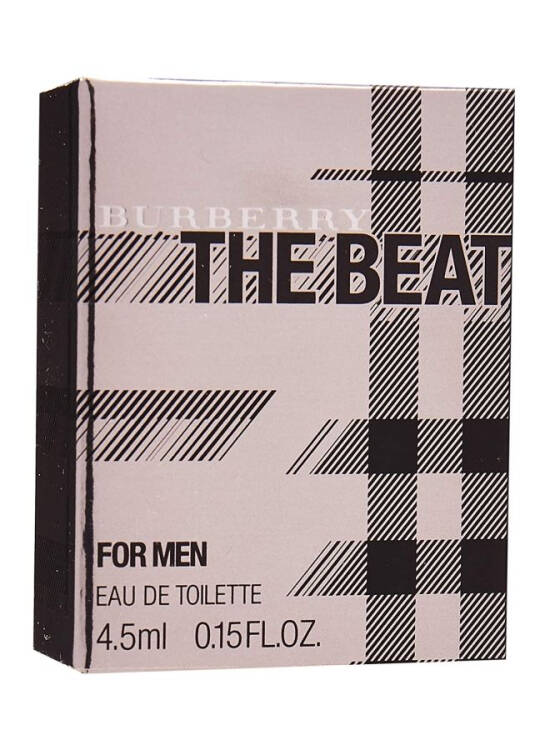 BURBERRY
THE BEAT
FOR MEN
EAU DE TOILETTE
4.5ml 0.15FL.OZ.